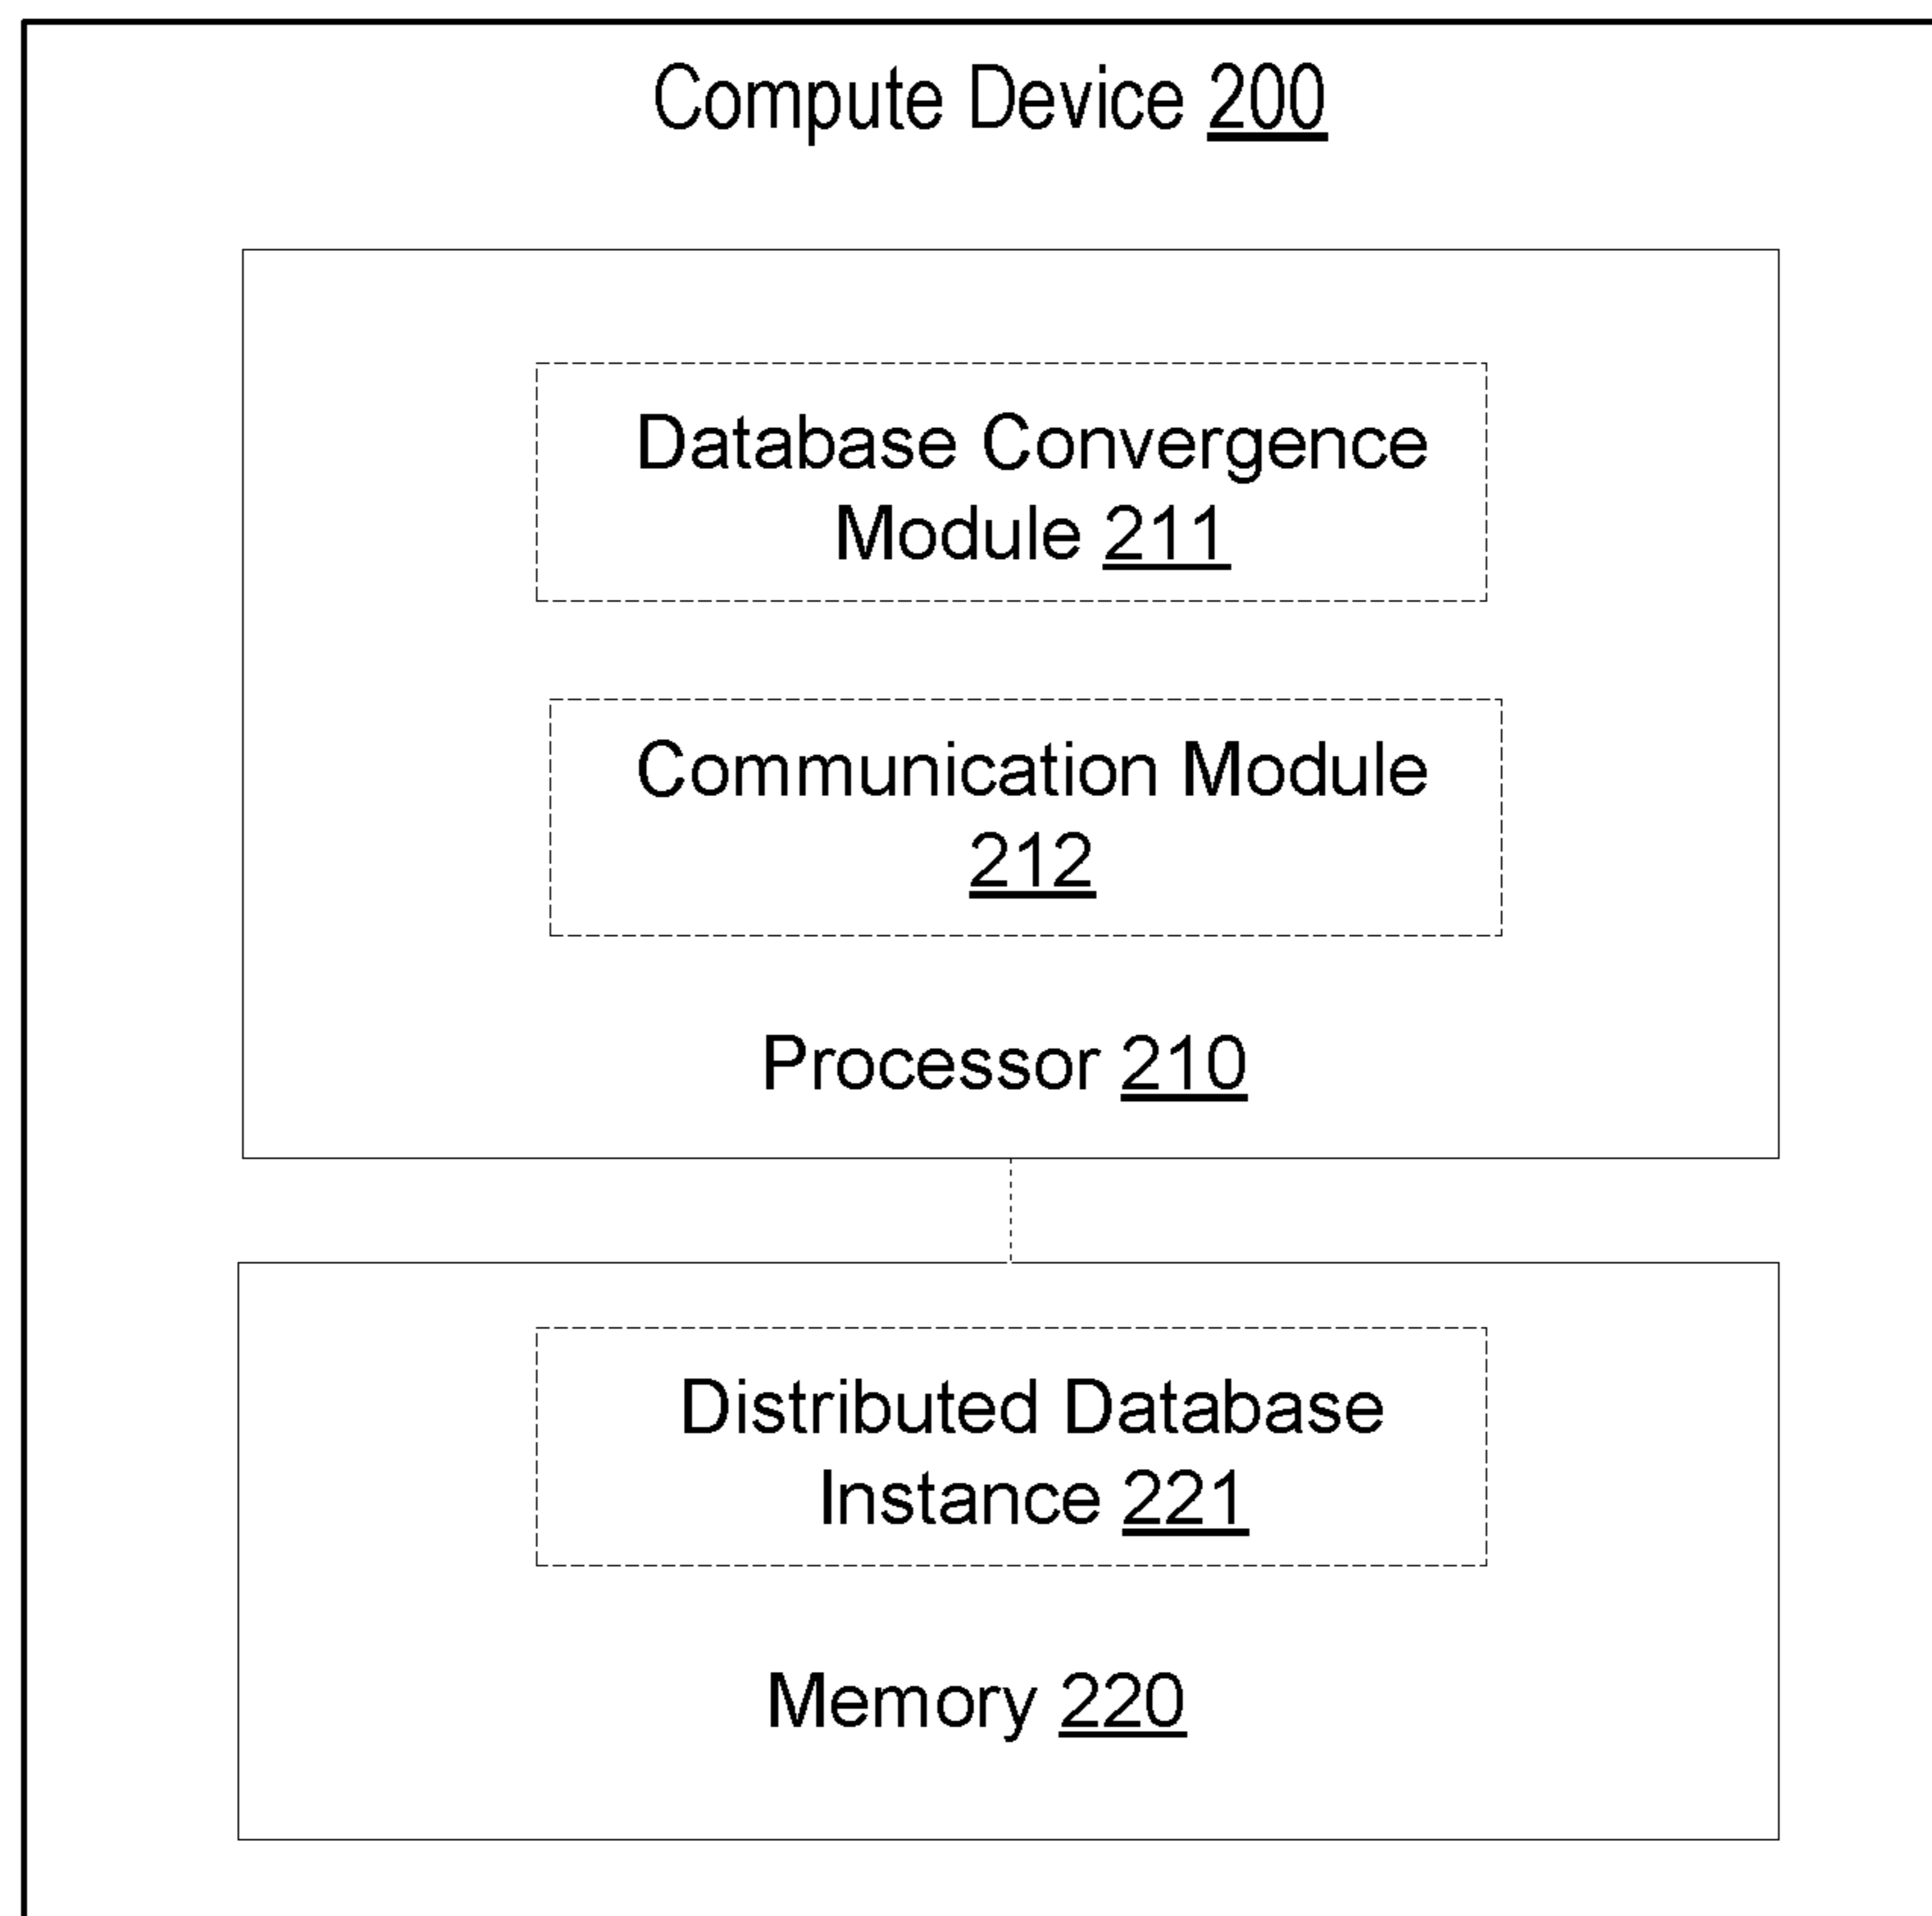 Compute Device 200
Database Convergence
Module 211
Communication Module
212
Processor 210
Distributed Database
Instance 221
Memory 220